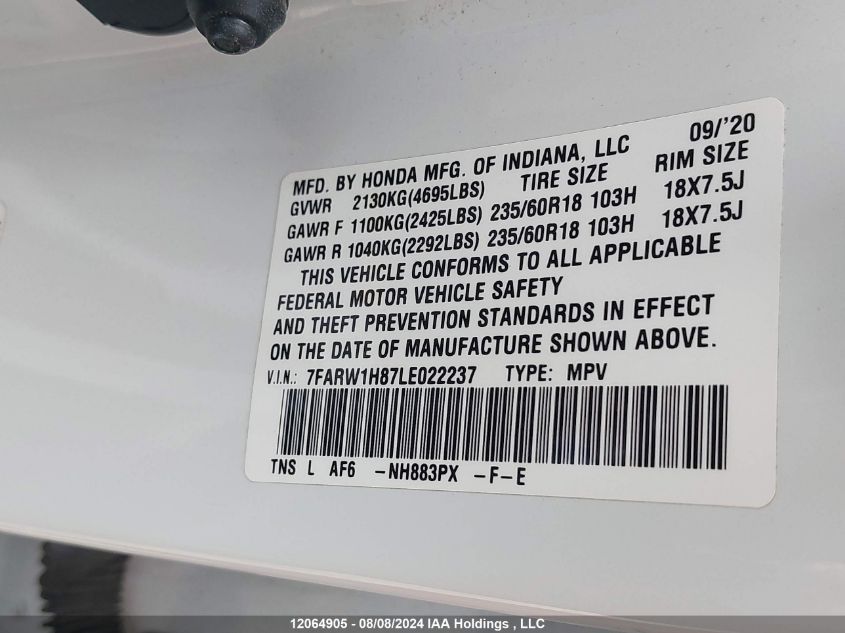 MFD. BY HONDA MFG. OF INDIANA, LLC 09/'20
GVWR 2130KG(4695LBS) TIRE SIZE RIM SIZE
GAWR F 1100KG(2425LBS) 235/60R18 103H 18X7.5J
GAWR R 1040KG(2292LBS) 235/60R18 103H 18X7.5J
THIS VEHICLE CONFORMS TO ALL APPLICABLE
FEDERAL MOTOR VEHICLE SAFETY
AND THEFT PREVENTION STANDARDS IN EFFECT
ON THE DATE OF MANUFACTURE SHOWN ABOVE.
V.I.N.: 7FARW1H87LE022237 TYPE: MPV
TNS L AF6 -NH883PX -F-E
12064905 - 08/08/2024 IAA Holdings , LLC